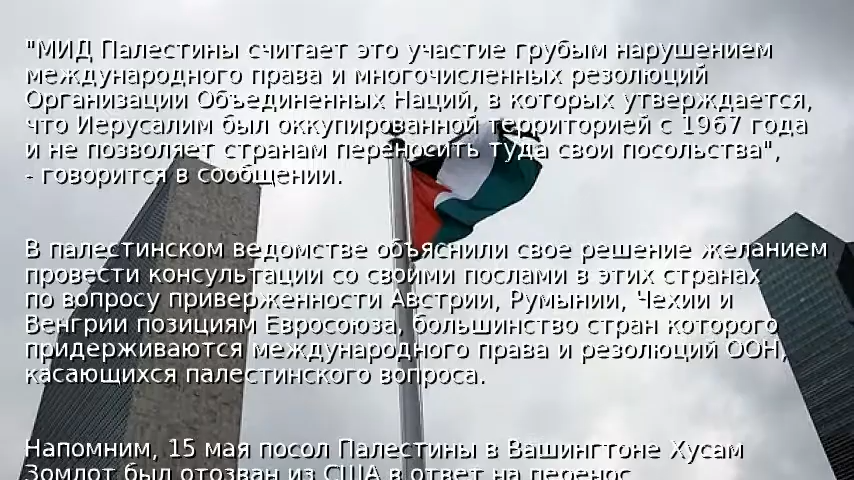 "МИД Палестины считает это участие грубым нарушением
международного права и многочисленных резолюций
Организации Объединенных Наций, в которых утверждается,
что Иерусалим был оккупированной территорией с 1967 года
и не позволяет странам переносить туда свои посольства",
- говорится в сообщении.
В палестинском ведомстве объяснили свое решение желанием
провести консультации со своими послами в этих странах
по вопросу приверженности Австрии, Румынии, Чехии и
Венгрии позициям Евросоюза, большинство стран которого
придерживаются международного права и резолюций ООН,
касающихся палестинского вопроса.
Напомним, 15 мая посол Палестины в Вашингтоне Хусам
Зомлот был отозван из США в ответ на перенос